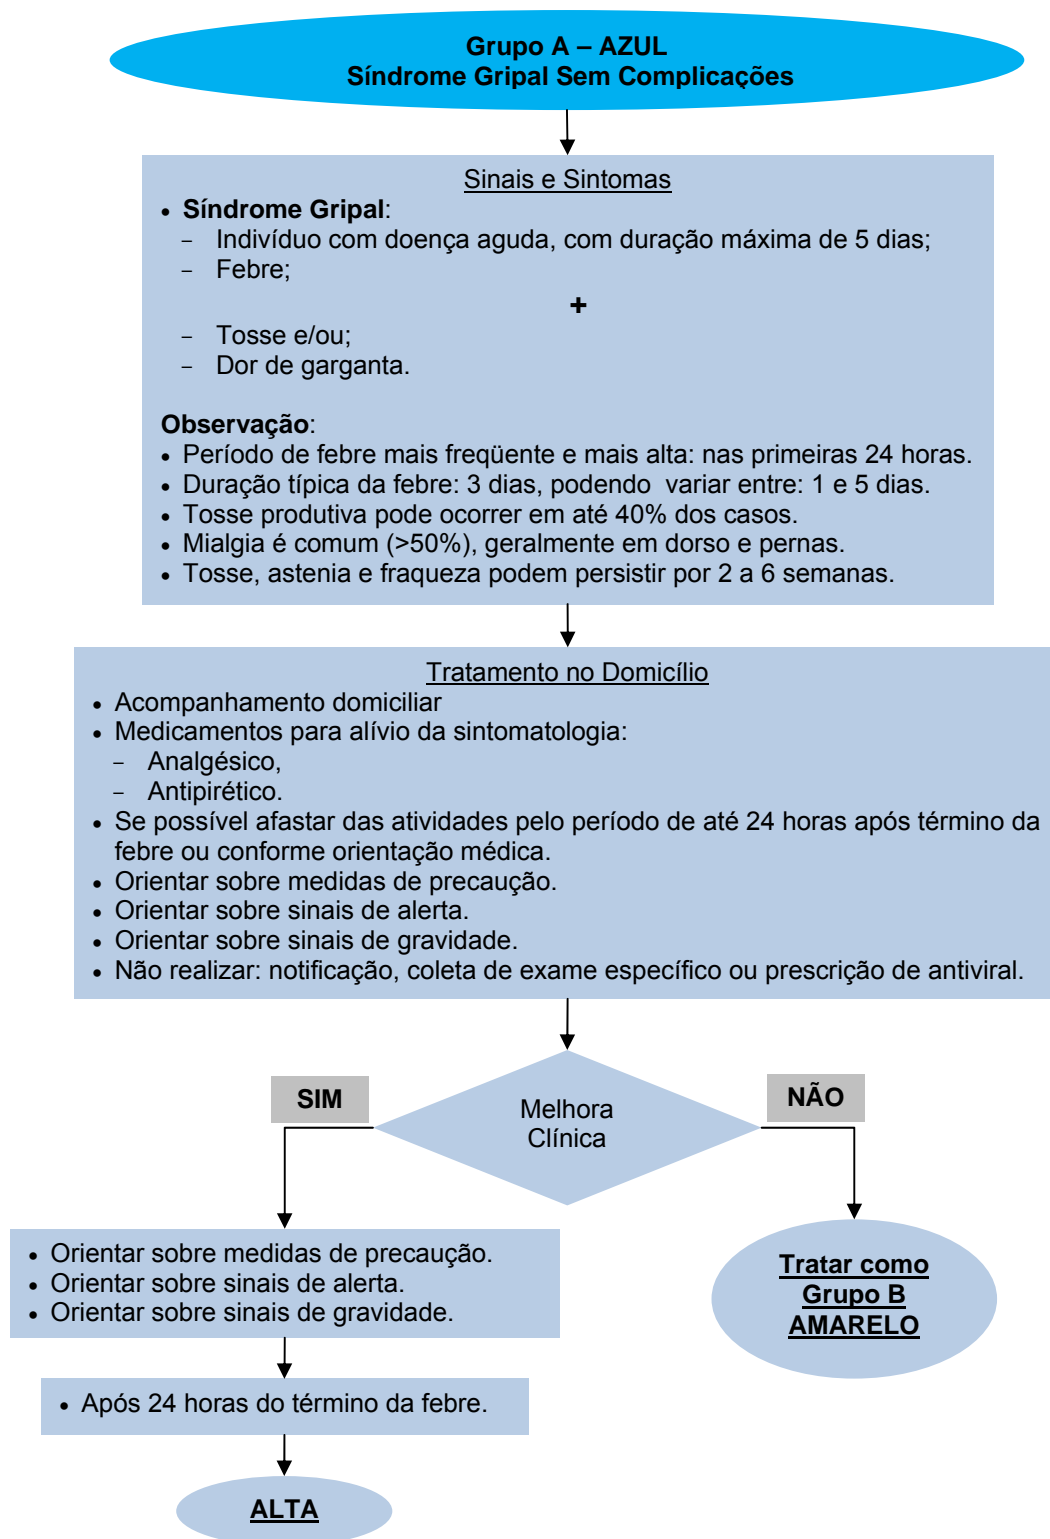 Grupo A – AZUL
Síndrome Gripal Sem Complicações
Sinais e Sintomas
• Síndrome Gripal:
− Indivíduo com doença aguda, com duração máxima de 5 dias;
− Febre;
+
− Tosse e/ou;
− Dor de garganta.
Observação:
• Período de febre mais freqüente e mais alta: nas primeiras 24 horas.
• Duração típica da febre: 3 dias, podendo variar entre: 1 e 5 dias.
• Tosse produtiva pode ocorrer em até 40% dos casos.
• Mialgia é comum (>50%), geralmente em dorso e pernas.
• Tosse, astenia e fraqueza podem persistir por 2 a 6 semanas.
Tratamento no Domicílio
• Acompanhamento domiciliar
• Medicamentos para alívio da sintomatologia:
− Analgésico,
− Antipirético.
• Se possível afastar das atividades pelo período de até 24 horas após término da
febre ou conforme orientação médica.
• Orientar sobre medidas de precaução.
• Orientar sobre sinais de alerta.
• Orientar sobre sinais de gravidade.
• Não realizar: notificação, coleta de exame específico ou prescrição de antiviral.
SIM
NÃO
Melhora
Clínica
• Orientar sobre medidas de precaução.
• Orientar sobre sinais de alerta.
• Orientar sobre sinais de gravidade.
Tratar como
Grupo B
AMARELO
• Após 24 horas do término da febre.
ALTA